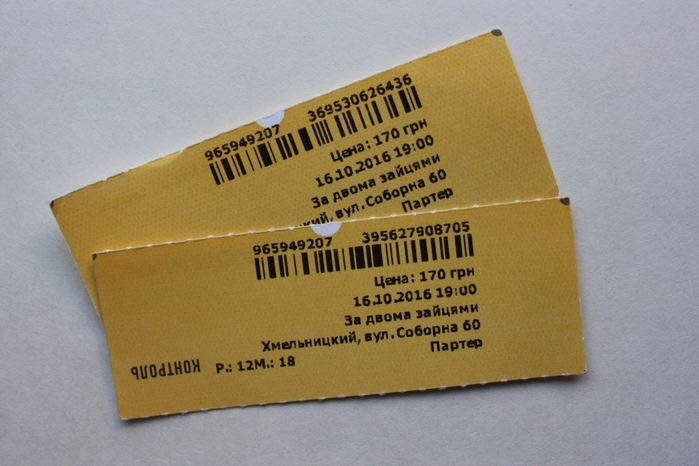 965949207 369530626436
Цена: 170 грн
16.10.2016 19:00
За двома зайцями
вул.Соборна 60
Партер
965949207 395627908705
Цена: 170 грн
16.10.2016 19:00
За двома зайцями
Хмельницкий, вул.Соборна 60
Партер
Р.: 12М.: 18
КОНТРОЛЬ